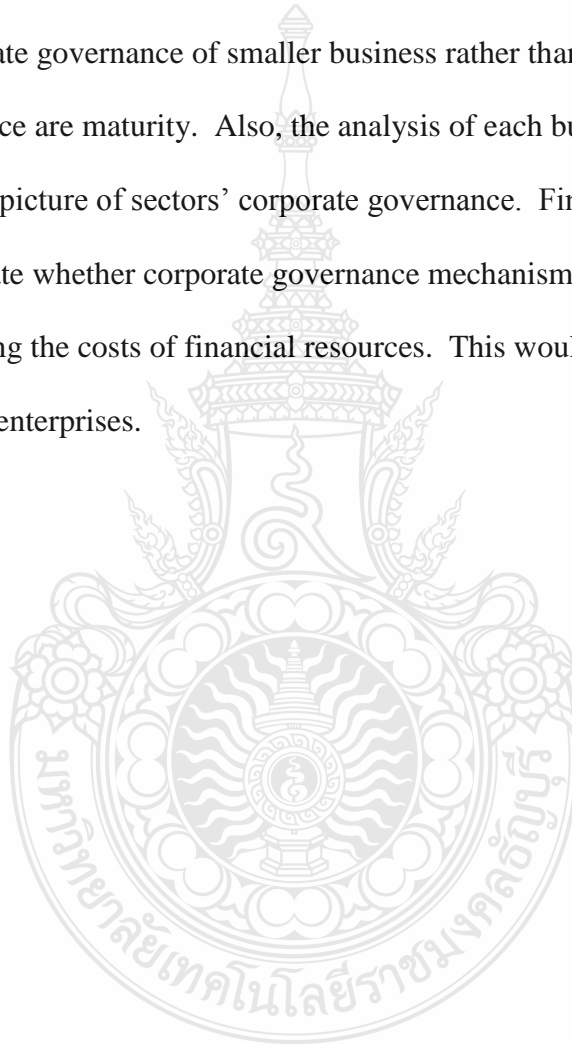 ate governance of smaller business rather than
ce are maturity. Also, the analysis of each bu
picture of sectors' corporate governance. Fin
ate whether corporate governance mechanism
ng the costs of financial resources. This woul
enterprises.
มหาวิทยาลัยเทคโนโลยีราชมงคลธัญบุรี